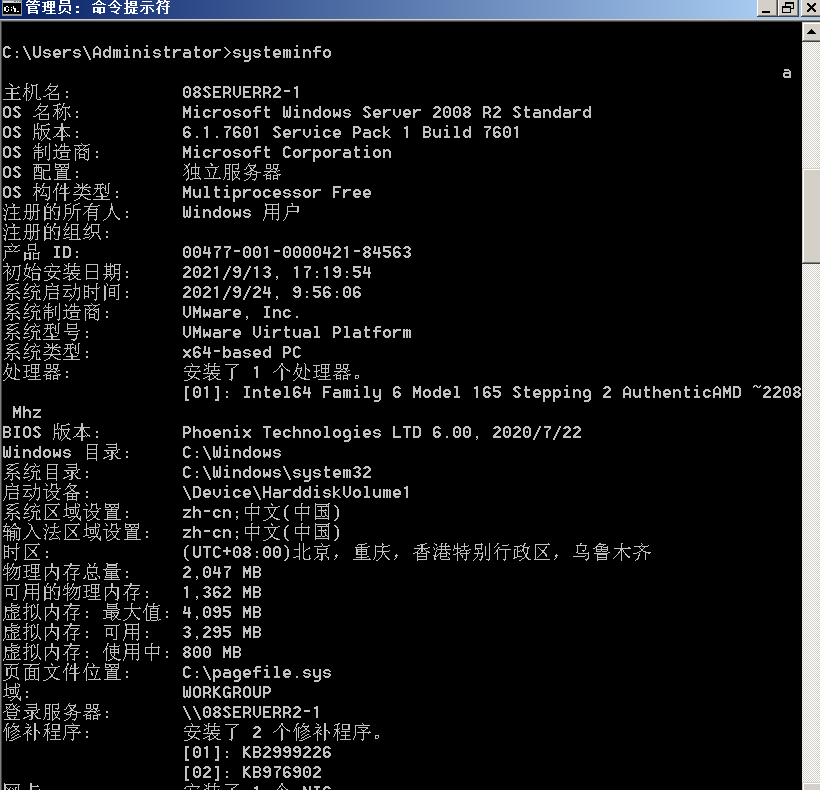 管理员: 命令提示符
C:\Users\Administrator>systeminfo
a
主机名: 08SERVERR2-1
OS 名称: Microsoft Windows Server 2008 R2 Standard
OS 版本: 6.1.7601 Service Pack 1 Build 7601
OS 制造商: Microsoft Corporation
OS 配置: 独立服务器
OS 构件类型: Multiprocessor Free
注册的所有人: Windows 用户
注册的组织:
产品 ID: 00477-001-0000421-84563
初始安装日期: 2021/9/13, 17:19:54
系统启动时间: 2021/9/24, 9:56:06
系统制造商: VMware, Inc.
系统型号: VMware Virtual Platform
系统类型: x64-based PC
处理器: 安装了 1 个处理器。
[01]: Intel64 Family 6 Model 165 Stepping 2 AuthenticAMD ~2208
Mhz
BIOS 版本: Phoenix Technologies LTD 6.00, 2020/7/22
Windows 目录: C:\Windows
系统目录: C:\Windows\system32
启动设备: \Device\HarddiskVolume1
系统区域设置: zh-cn;中文(中国)
输入法区域设置: zh-cn;中文(中国)
时区: (UTC+08:00)北京，重庆，香港特别行政区，乌鲁木齐
物理内存总量: 2,047 MB
可用的物理内存: 1,362 MB
虚拟内存: 最大值: 4,095 MB
虚拟内存: 可用: 3,295 MB
虚拟内存: 使用中: 800 MB
页面文件位置: C:\pagefile.sys
域: WORKGROUP
登录服务器: \\08SERVERR2-1
修补程序: 安装了 2 个修补程序。
[01]: KB2999226
[02]: KB976902
网卡: 安装了 1 个 NIC